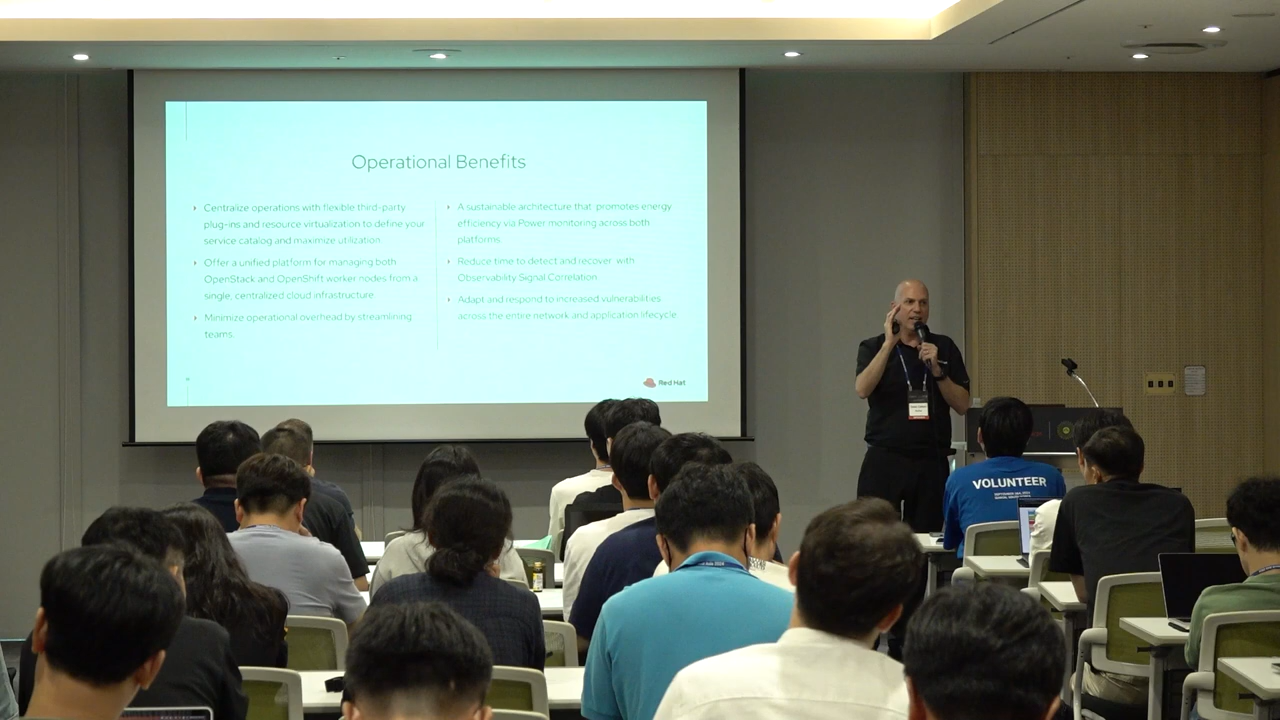 Operational Benefits
Centralize operations with flexible third-party
plug-ins and resource virtualization to define your
service catalog and maximize utilization.
Offer a unified platform for managing both
OpenStack and OpenShift worker nodes from a
single, centralized cloud infrastructure
Minimize operational overhead by streamlining
teams.
A sustainable architecture that promotes energy
efficiency via Power monitoring across both
platforms.
Reduce time to detect and recover with
Observability Signal Correlation.
Adapt and respond to increased vulnerabilities
across the entire network and application lifecycle.
Red Hat
VOLUNTEER